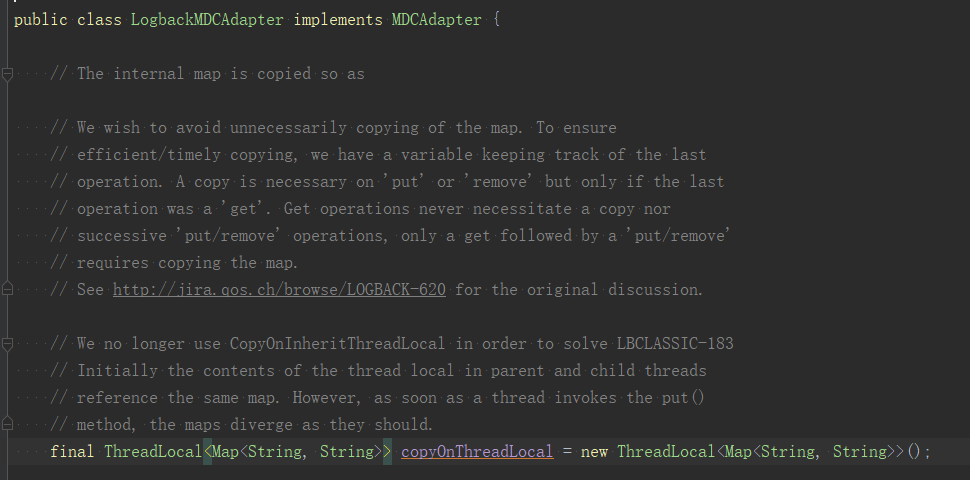 public class LogbackMDCAdapter implements MDCAdapter {
// The internal map is copied so as
// We wish to avoid unnecessarily copying of the map. To ensure
// efficient/timely copying, we have a variable keeping track of the last
// operation. A copy is necessary on 'put' or 'remove' but only if the last
// operation was a 'get'. Get operations never necessitate a copy nor
// successive 'put/remove' operations, only a get followed by a 'put/remove'
// requires copying the map.
// See http://jira.qos.ch/browse/LOGBACK-620 for the original discussion.
// We no longer use CopyOnInheritThreadLocal in order to solve LBCLASSIC-183
// Initially the contents of the thread local in parent and child threads
// reference the same map. However, as soon as a thread invokes the put()
// method, the maps diverge as they should.
final ThreadLocal<Map<String, String>> copyOnThreadLocal = new ThreadLocal<Map<String, String>>();